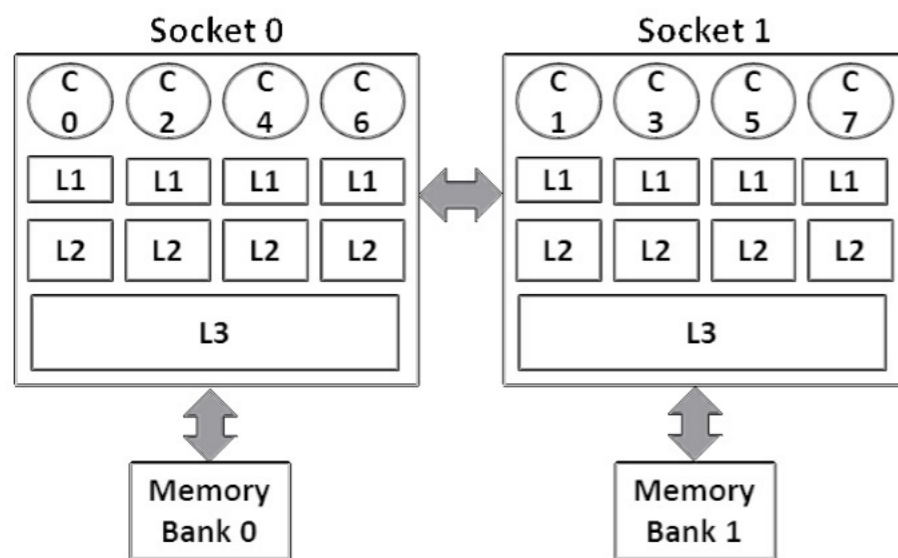 Socket 0
Socket 1
C C C C
0 2 4 6
C C C C
1 3 5 7
L1 L1 L1 L1
L1 L1 L1 L1
L2 L2 L2 L2
L2 L2 L2 L2
L3
L3
Memory
Bank 0
Memory
Bank 1